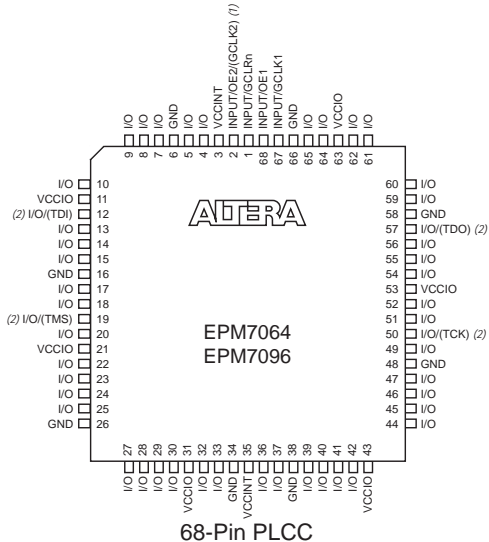 I/O I/O I/O GND I/O I/O VCCINT INPUT/OE2/(GCLK2) (1) INPUT/GCLRn INPUT/OE1 INPUT/GCLK1 GND I/O I/O VCCIO I/O I/O
9 8 7 6 5 4 3 2 1 68 67 66 65 64 63 62 61
I/O 10 60 I/O
VCCIO 11 59 I/O
(2) I/O/(TDI) 12 58 GND
I/O 13 57 I/O/(TDO) (2)
I/O 14 56 I/O
I/O 15 55 I/O
GND 16 54 I/O
I/O 17 53 VCCIO
I/O 18 52 I/O
(2) I/O/(TMS) 19 51 I/O
I/O 20 50 I/O/(TCK) (2)
VCCIO 21 49 I/O
I/O 22 48 GND
I/O 23 47 I/O
I/O 24 46 I/O
I/O 25 45 I/O
GND 26 44 I/O
ALTERA
EPM7064
EPM7096
27 28 29 30 31 32 33 34 35 36 37 38 39 40 41 42 43
I/O I/O I/O I/O VCCIO I/O I/O GND VCCINT I/O I/O GND I/O I/O I/O I/O VCCIO
68-Pin PLCC